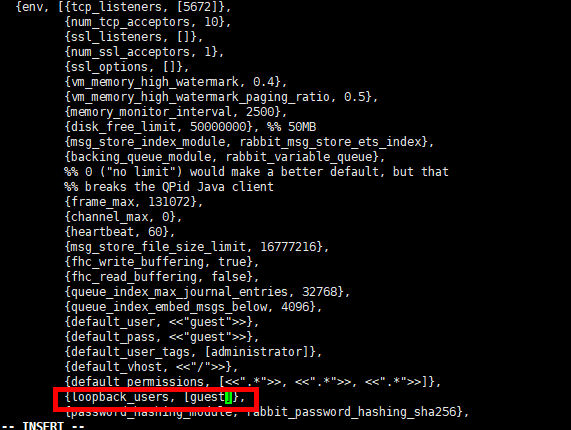 {env, [{tcp_listeners, [5672]},
{num_tcp_acceptors, 10},
{ssl_listeners, []},
{num_ssl_acceptors, 1},
{ssl_options, []},
{vm_memory_high_watermark, 0.4},
{vm_memory_high_watermark_paging_ratio, 0.5},
{memory_monitor_interval, 2500},
{disk_free_limit, 50000000}, %% 50MB
{msg_store_index_module, rabbit_msg_store_ets_index},
{backing_queue_module, rabbit_variable_queue},
%% 0 ("no limit") would make a better default, but that
%% breaks the QPid Java client
{frame_max, 131072},
{channel_max, 0},
{heartbeat, 60},
{msg_store_file_size_limit, 16777216},
{fhc_write_buffering, true},
{fhc_read_buffering, false},
{queue_index_max_journal_entries, 32768},
{queue_index_embed_msgs_below, 4096},
{default_user, <<"guest">>},
{default_pass, <<"guest">>},
{default_user_tags, [administrator]},
{default_vhost, <<"/">>},
{default_permissions, [<<".*">>, <<".*">>, <<".*">>]},
{loopback_users, [guest]},
{password_hashing_module, rabbit_password_hashing_sha256},
-- INSERT --